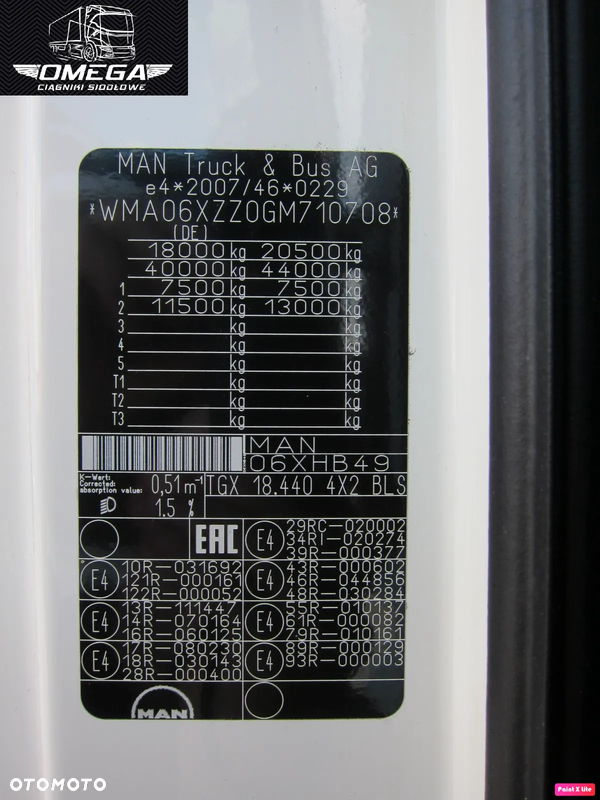 OMEGA
CIĄGNIKI SIODŁOWE
MAN Truck & Bus AG
e4*2007/46*0229
*WMA06XZZ0GM710708*
(DE)
18000 kg 20500 kg
40000 kg 44000 kg
1 7500 kg 7500 kg
2 11500 kg 13000 kg
3 kg kg
4 kg kg
5 kg kg
T1 kg kg
T2 kg kg
T3 kg kg
MAN
06XHB49
K-Wert:
Corrected
absorption value:
0,51 m⁻¹
TGX 18.440 4X2 BLS
1.5 %
EAC
E4 29RC-020002
34RT-020274
39R-000377
E4 10R-031692
121R-000161
122R-000052
E4 43R-000602
46R-044856
48R-030284
E4 13R-111447
14R-070164
16R-060125
E4 55R-010137
61R-000082
79R-010161
E4 17R-080230
18R-030143
28R-000400
E4 89R-000129
93R-000003
MAN
OTOMOTO
Point X Lite